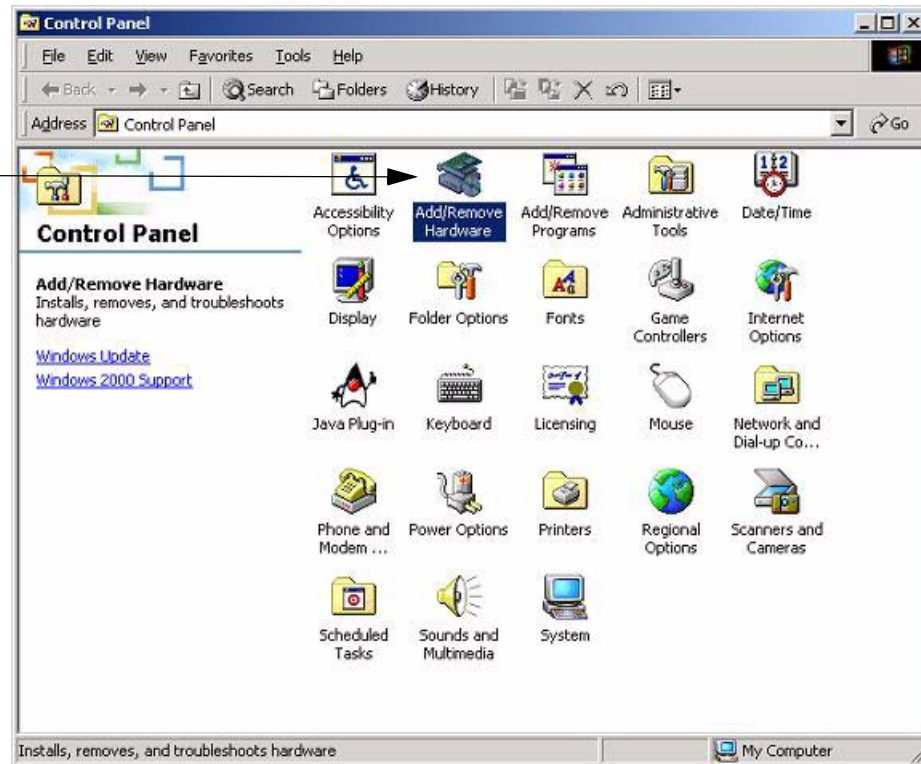 Control Panel
File Edit View Favorites Tools Help
Back Search Folders History
Address Control Panel Go
Control Panel
Add/Remove Hardware
Installs, removes, and troubleshoots
hardware
Windows Update
Windows 2000 Support
Accessibility
Options
Add/Remove
Hardware
Add/Remove
Programs
Administrative
Tools
12
Date/Time
Display
Folder Options
Fonts
Game
Controllers
Internet
Options
Java Plug-in
Keyboard
Licensing
Mouse
Network and
Dial-up Co...
Phone and
Modem ...
Power Options
Printers
Regional
Options
Scanners and
Cameras
Scheduled
Tasks
Sounds and
Multimedia
System
Installs, removes, and troubleshoots hardware
My Computer